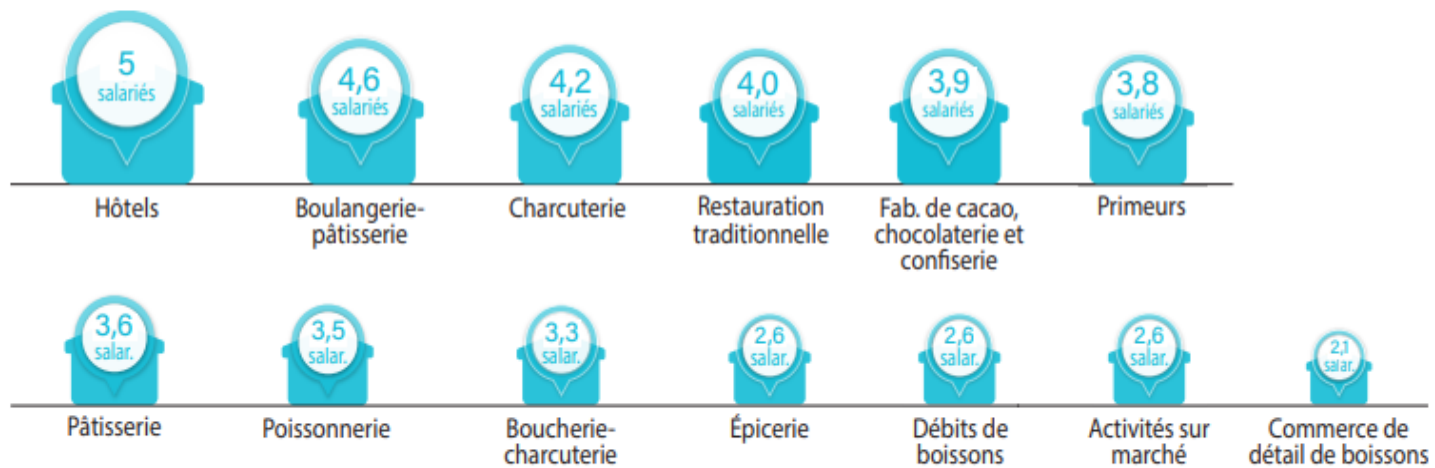 5
salariés
4,6
salariés
4,2
salariés
4,0
salariés
3,9
salariés
3,8
salariés
Hôtels
Boulangerie-
pâtisserie
Charcuterie
Restauration
traditionnelle
Fab. de cacao,
chocolaterie et
confiserie
Primeurs
3,6
salar.
3,5
salar.
3,3
salar.
2,6
salar.
2,6
salar.
2,6
salar.
2,1
salar.
Pâtisserie
Poissonnerie
Boucherie-
charcuterie
Épicerie
Débits de
boissons
Activités sur
marché
Commerce de
détail de boissons